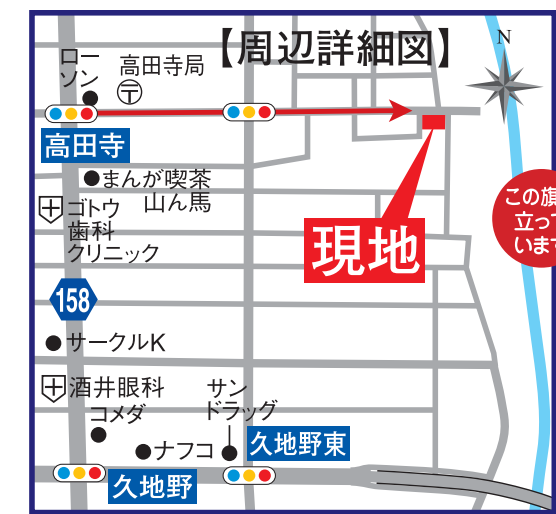 【周辺詳細図】
N
ロー
ソン
高田寺局
〒
高田寺
まんが喫茶
山ん馬
ゴトウ
歯科
クリニック
現地
この旗
立っ
います
158
サークルK
酒井眼科
サン
ドラッグ
コメダ
ナフコ
久地野東
久地野